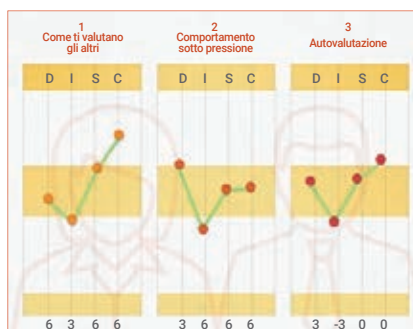 1
Come ti valutano
gli altri
2
Comportamento
sotto pressione
3
Autovalutazione
D I S C
D I S C
D I S C
6 3 6 6
3 6 6 6
3 -3 0 0